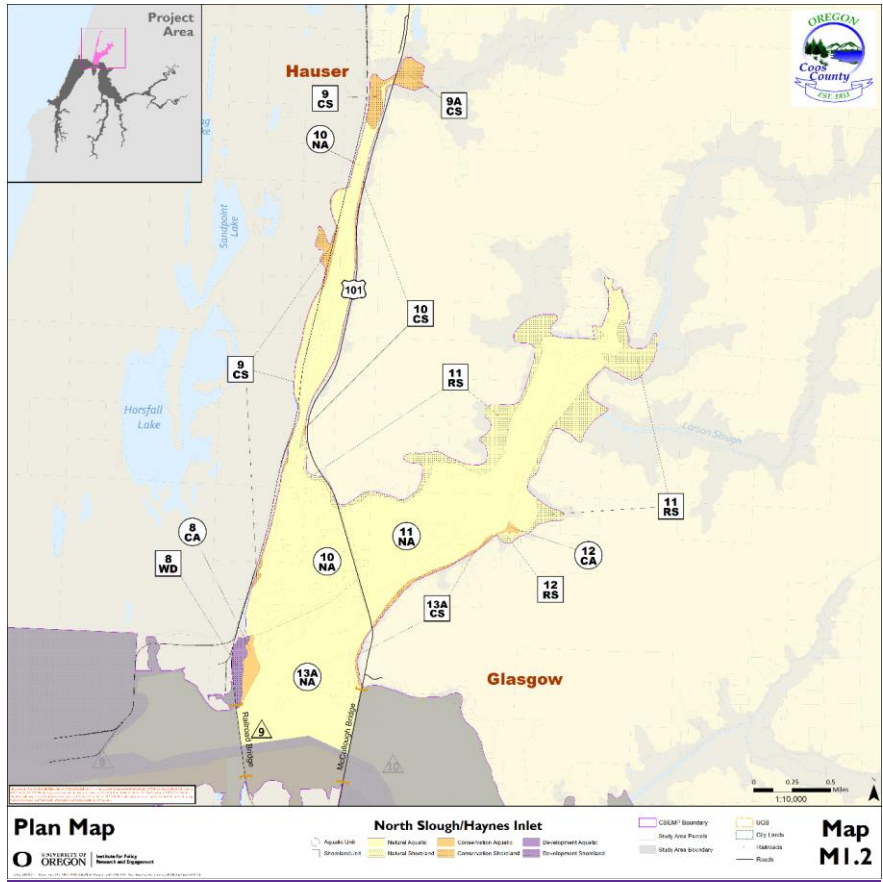 Project
Area
OREGON
Coos
County
EST. 1853
Hauser
9
CS
9A
CS
10
NA
Sandpoint
Lake
101
10
CS
9
CS
11
RS
Horsfall
Lake
Larson Slough
11
RS
8
CA
11
NA
8
WD
10
NA
12
CA
12
RS
13A
CS
13A
NA
Glasgow
9
Railroad Bridge
McCullough Bridge
8
10
0 0.25 0.5
Miles
1:10,000
Plan Map
North Slough/Haynes Inlet
Map
M1.2
Aquatic Unit
Shoreland Unit
Natural Aquatic
Natural Shoreland
Conservation Aquatic
Conservation Shoreland
Development Aquatic
Development Shoreland
CBEMP Boundary
Study Area Parcels
Study Area Boundary
UGB
City Lands
Railroads
Roads
UNIVERSITY OF
OREGON
Institute for Policy
Research and Engagement